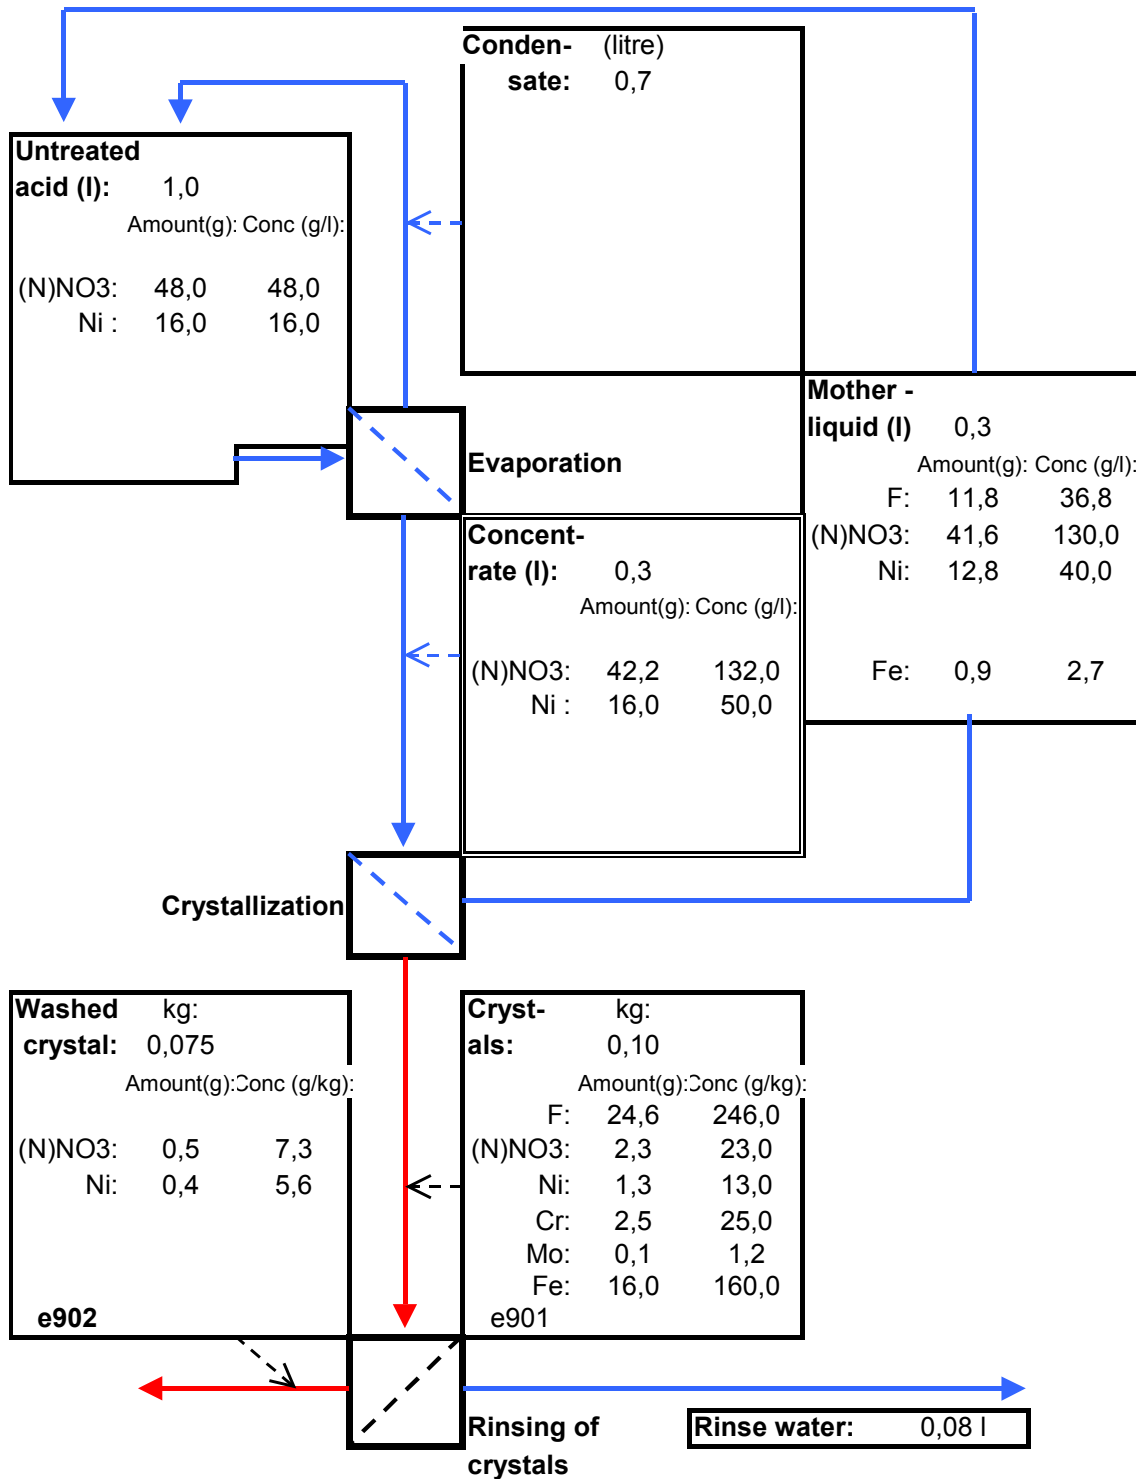 Conden- (litre)
sate: 0,7
Untreated
acid (l): 1,0
Amount(g): Conc (g/l):
(N)NO3: 48,0 48,0
Ni : 16,0 16,0
Evaporation
Mother -
liquid (l) 0,3
Amount(g): Conc (g/l):
F: 11,8 36,8
(N)NO3: 41,6 130,0
Ni: 12,8 40,0
Fe: 0,9 2,7
Concent-
rate (l): 0,3
Amount(g): Conc (g/l):
(N)NO3: 42,2 132,0
Ni : 16,0 50,0
Crystallization
Washed kg:
crystal: 0,075
Amount(g): Conc (g/kg):
(N)NO3: 0,5 7,3
Ni: 0,4 5,6
e902
Cryst- kg:
als: 0,10
Amount(g): Conc (g/kg):
F: 24,6 246,0
(N)NO3: 2,3 23,0
Ni: 1,3 13,0
Cr: 2,5 25,0
Mo: 0,1 1,2
Fe: 16,0 160,0
e901
Rinsing of
crystals
Rinse water: 0,08 l